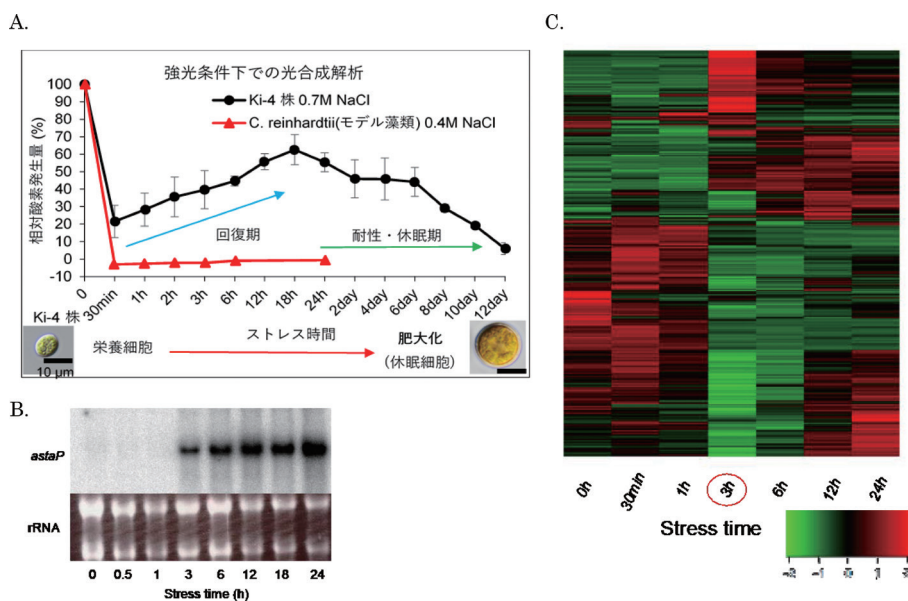 A.
強光条件下での光合成解析
Ki-4 株 0.7M NaCl
C. reinhardtii(モデル藻類) 0.4M NaCl
相対酸素発生量 (%)
100
90
80
70
60
50
40
30
20
10
0
-10
回復期
耐性・休眠期
0 30min 1h 2h 3h 6h 12h 18h 24h 2day 4day 6day 8day 10day 12day
Ki-4 株
ストレス時間
栄養細胞
肥大化
(休眠細胞)
10 µm
B.
astaP
rRNA
0 0.5 1 3 6 12 18 24
Stress time (h)
C.
0h 30min 1h 3h 6h 12h 24h
Stress time